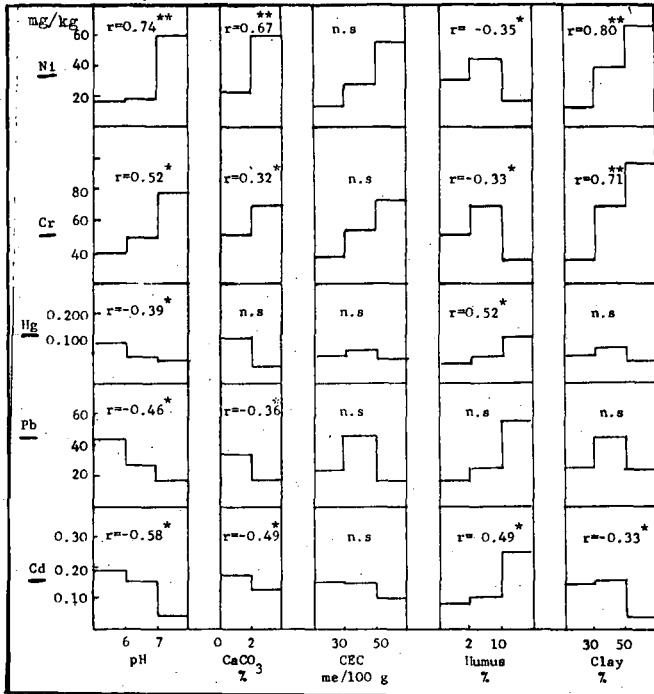 mg/kg
r=0.74** r=0.67** n.s r= -0.35* r=0.80**
60
Ni 40
20
r=0.52* r=0.32* n.s r=-0.33* r=0.71**
80
60
Cr
40
r=-0.39* n.s n.s r=0.52* n.s
0.200
Hg
0.100
r=-0.46* r=-0.36* n.s n.s n.s
60
Pb
40
20
r=-0.58* r=-0.49* n.s r= 0.49* r=-0.33*
0.30
0.20
Cd
0.10
6 7 0 2 30 50 2 10 30 50
pH CaCO3 CEC Humus Clay
% me/100 g % %